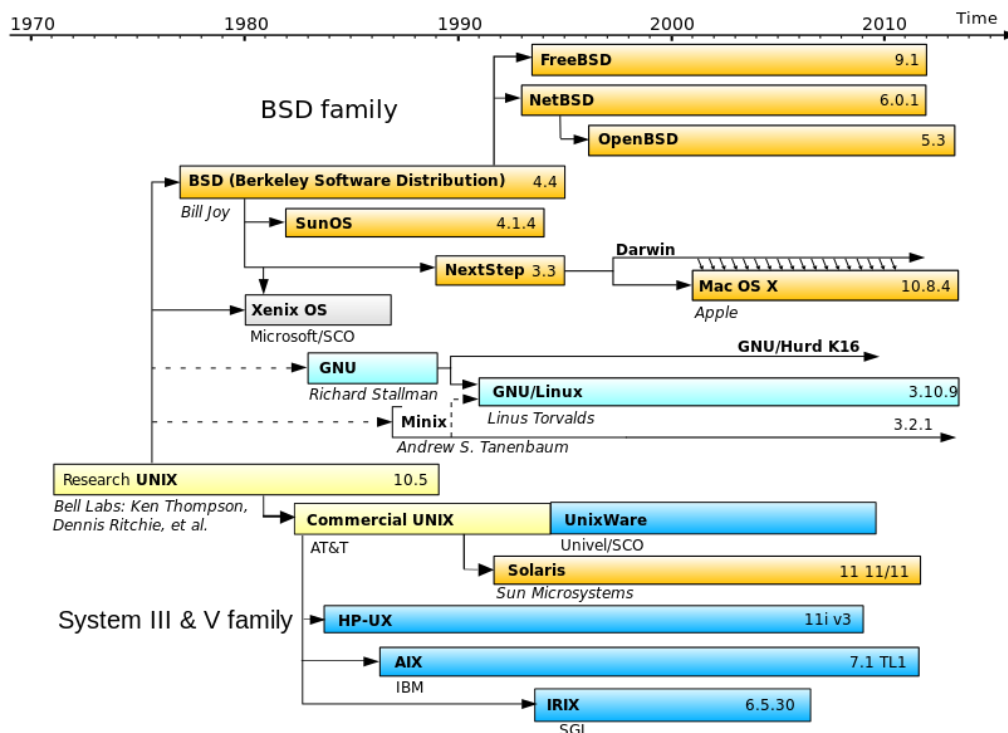 1970 1980 1990 2000 2010 Time
FreeBSD 9.1
BSD family
NetBSD 6.0.1
OpenBSD 5.3
BSD (Berkeley Software Distribution) 4.4
Bill Joy
SunOS 4.1.4
Darwin
NextStep 3.3
Mac OS X 10.8.4
Apple
Xenix OS
Microsoft/SCO
GNU/Hurd K16
GNU
Richard Stallman
GNU/Linux 3.10.9
Linus Torvalds
Minix 3.2.1
Andrew S. Tanenbaum
Research UNIX 10.5
Bell Labs: Ken Thompson,
Dennis Ritchie, et al.
Commercial UNIX
AT&T
UnixWare
Univel/SCO
Solaris 11 11/11
Sun Microsystems
System III & V family
HP-UX 11i v3
AIX 7.1 TL1
IBM
IRIX 6.5.30
SGI